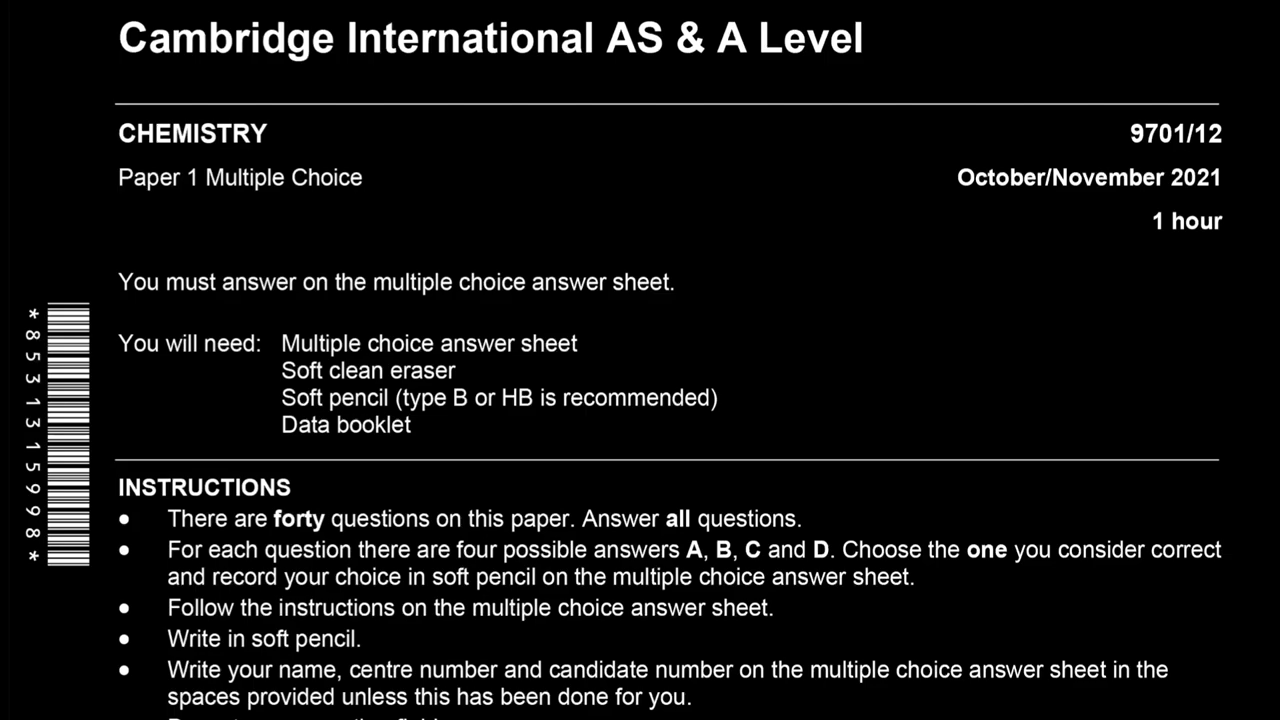 Cambridge International AS & A Level
CHEMISTRY 9701/12
Paper 1 Multiple Choice October/November 2021
1 hour
You must answer on the multiple choice answer sheet.
You will need: Multiple choice answer sheet
Soft clean eraser
Soft pencil (type B or HB is recommended)
Data booklet
*8531315998*
INSTRUCTIONS
● There are forty questions on this paper. Answer all questions.
● For each question there are four possible answers A, B, C and D. Choose the one you consider correct
and record your choice in soft pencil on the multiple choice answer sheet.
● Follow the instructions on the multiple choice answer sheet.
● Write in soft pencil.
● Write your name, centre number and candidate number on the multiple choice answer sheet in the
spaces provided unless this has been done for you.